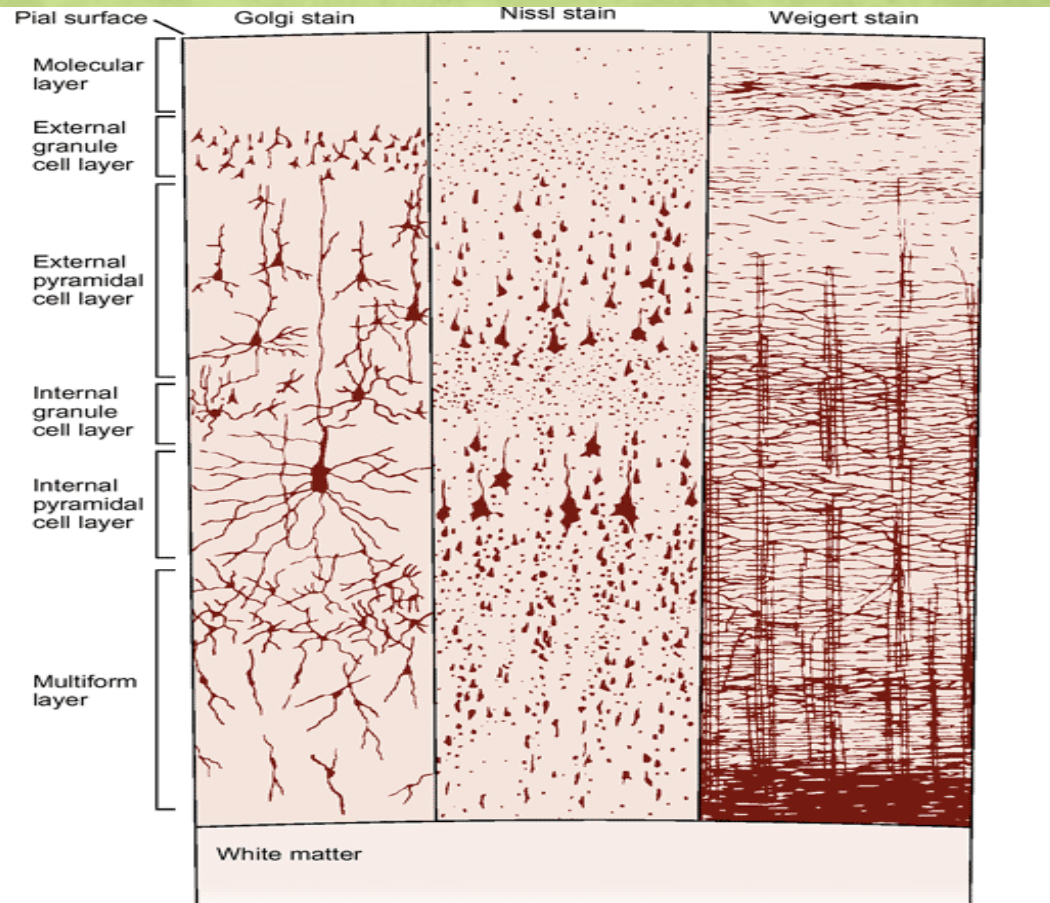 Pial surface
Golgi stain
Nissl stain
Weigert stain
Molecular
layer
External
granule
cell layer
External
pyramidal
cell layer
Internal
granule
cell layer
Internal
pyramidal
cell layer
Multiform
layer
White matter